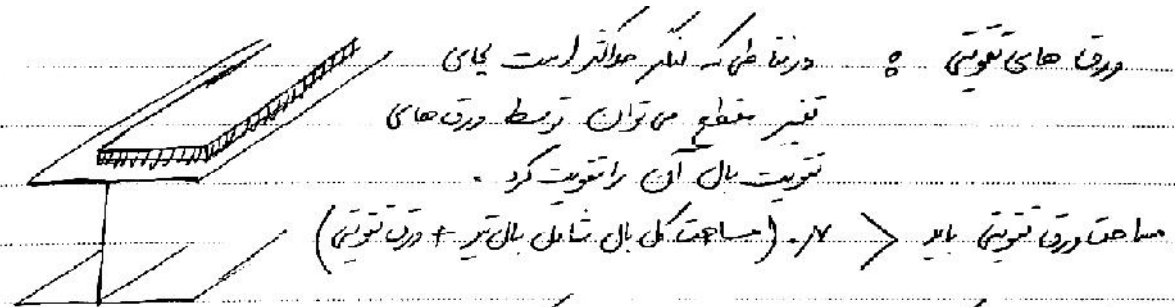 ورق های تقویتی : در نقاطی که لنگر حداکثر است بجای
تغییر مقطع می توان توسط ورق های
تقویت بال آن را تقویت کرد .
مساحت ورق تقویتی باید < ۰٫۷ (مساحت کل بال شامل بال تیر + ورق تقویتی)